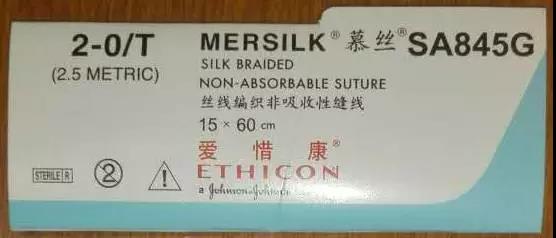 2-0/T
(2.5 METRIC)
MERSILK® 慕丝® SA845G
SILK BRAIDED
NON-ABSORBABLE SUTURE
丝线编织非吸收性缝线
15 × 60 cm
爱惜康®
ETHICON
a Johnson & Johnson
STERILE R
2